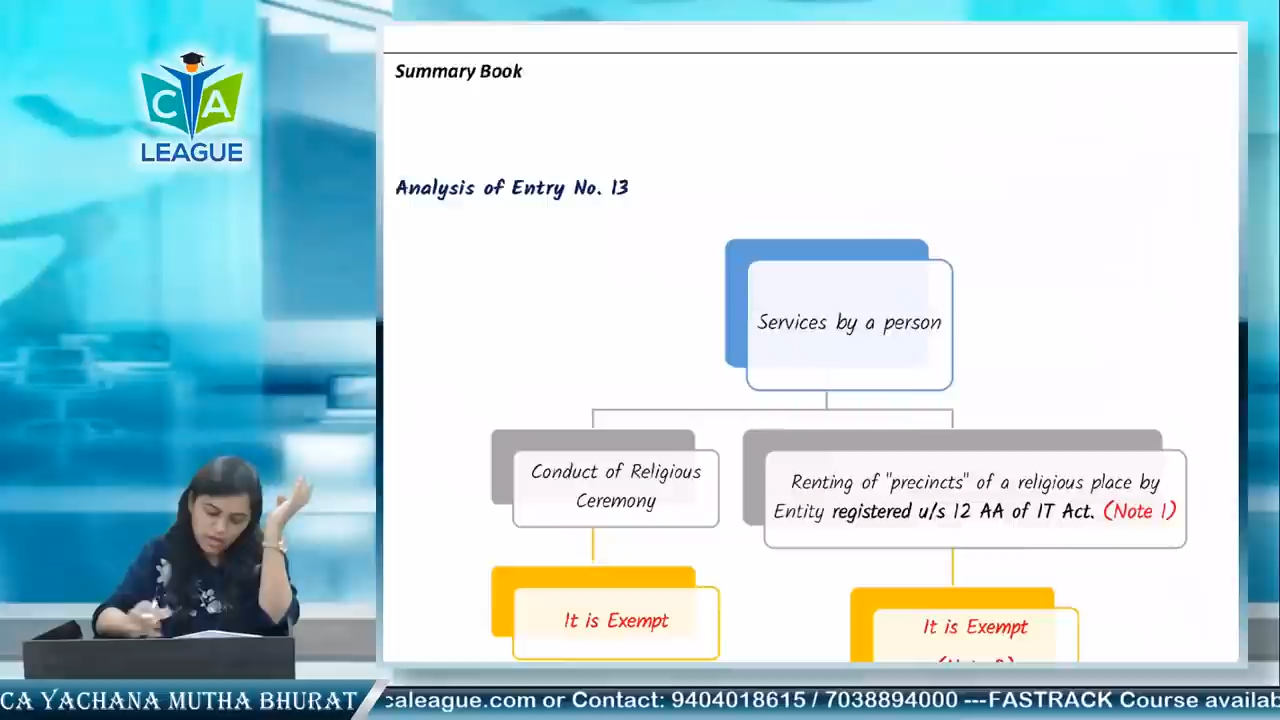 C A
LEAGUE
Summary Book
Analysis of Entry No. 13
Services by a person
Conduct of Religious
Ceremony
Renting of "precincts" of a religious place by
Entity registered u/s 12 AA of IT Act. (Note 1)
It is Exempt
It is Exempt
CA YACHANA MUTHA BHURAT
caleague.com or Contact: 9404018615 / 7038894000 ---FASTRACK Course availab